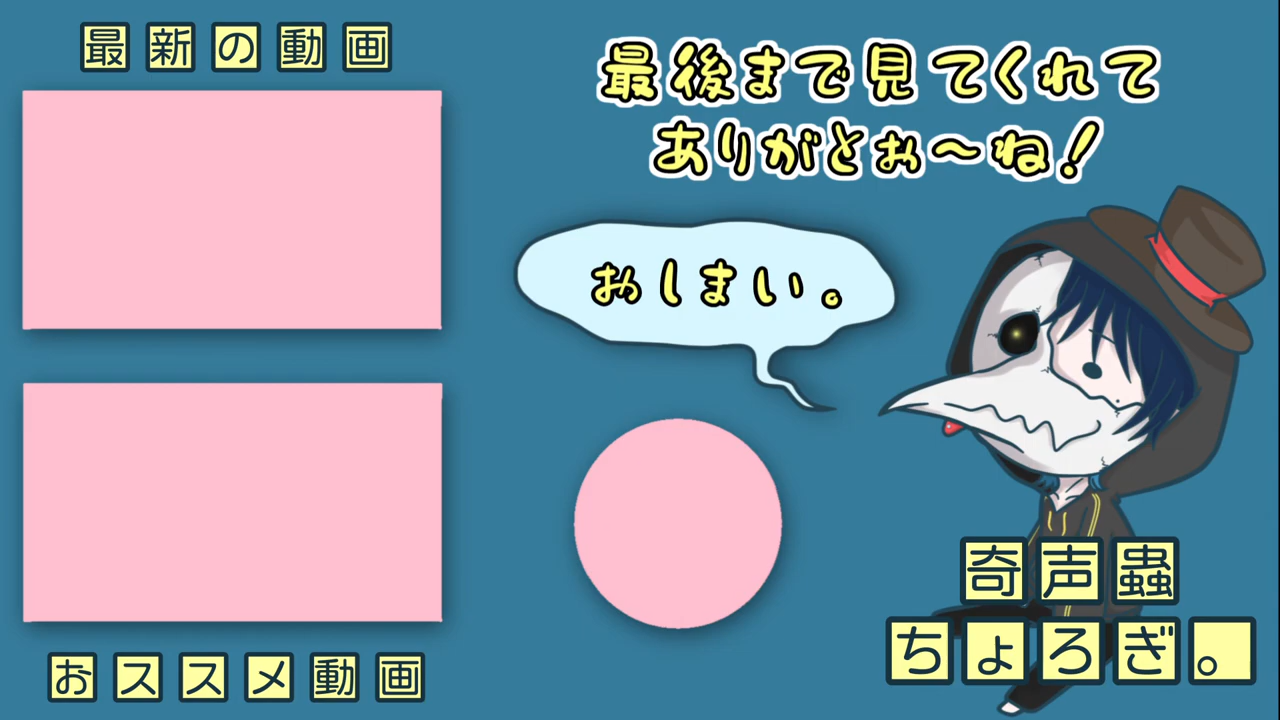 最新の動画
最後まで見てくれて
ありがとぉ〜ね!
おしまい。
おススメ動画
奇声蟲
ちょろぎ。